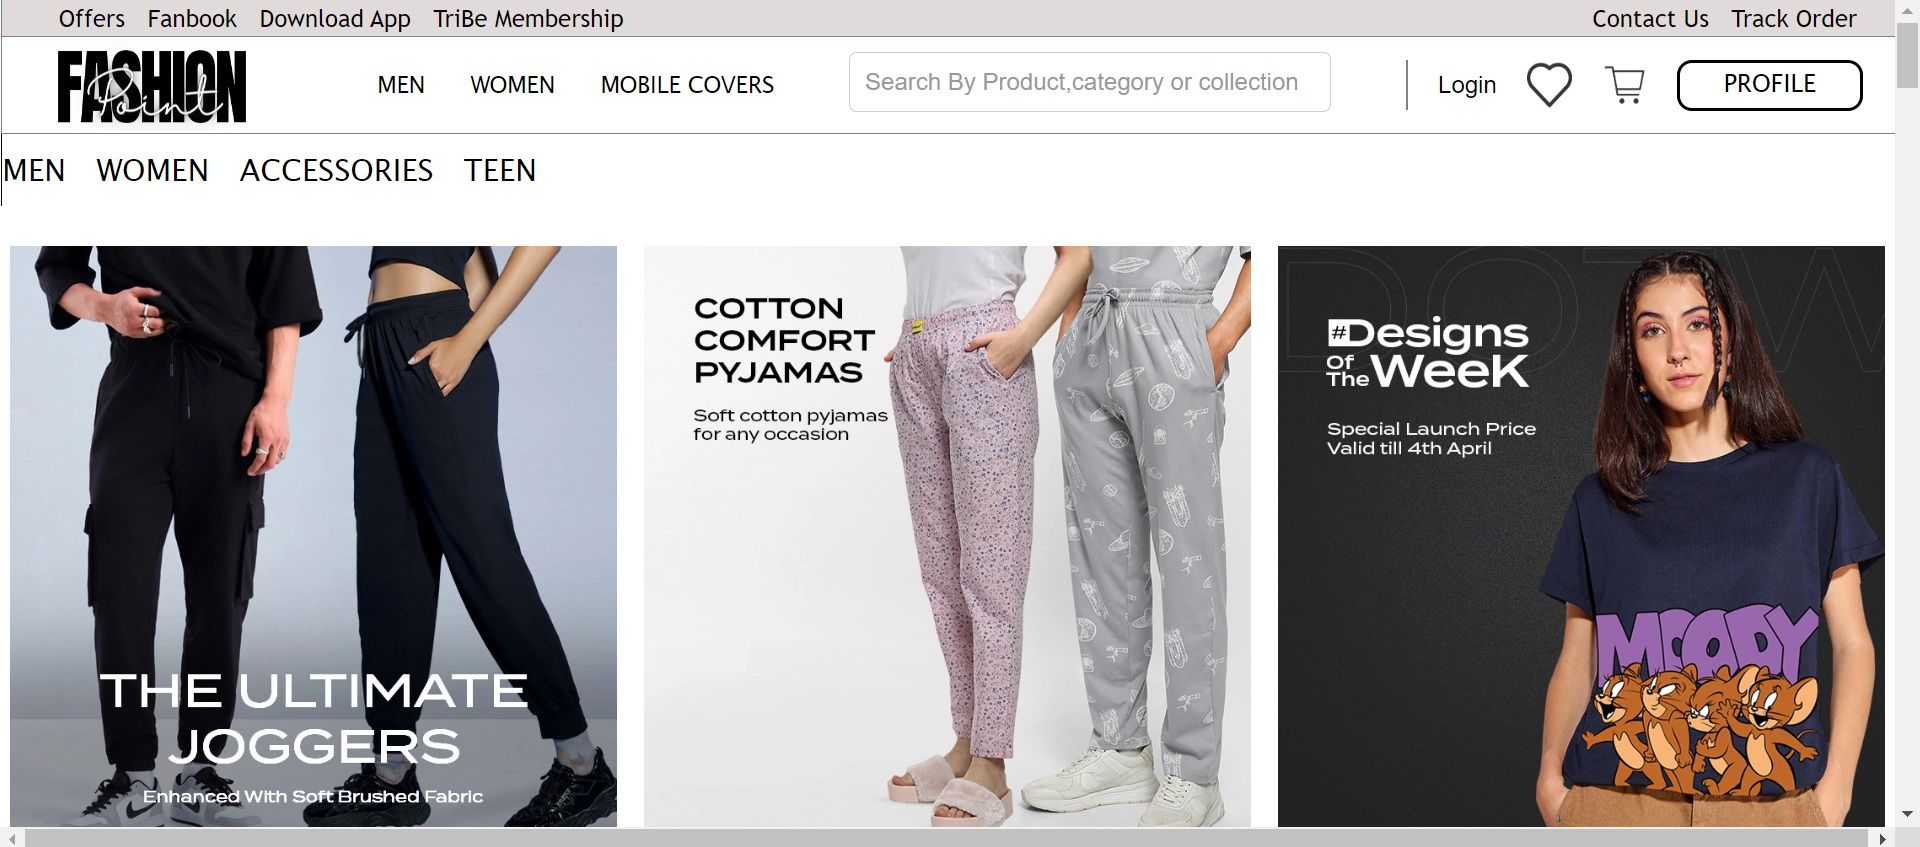 Offers Fanbook Download App TriBe Membership Contact Us Track Order
FASHION
Point
MEN WOMEN MOBILE COVERS Search By Product,category or collection Login PROFILE
MEN WOMEN ACCESSORIES TEEN
THE ULTIMATE
JOGGERS
Enhanced With Soft Brushed Fabric
COTTON
COMFORT
PYJAMAS
Soft cotton pyjamas
for any occasion
DOTW
#Designs
Of The WeeK
Special Launch Price
Valid till 4th April
MOODY